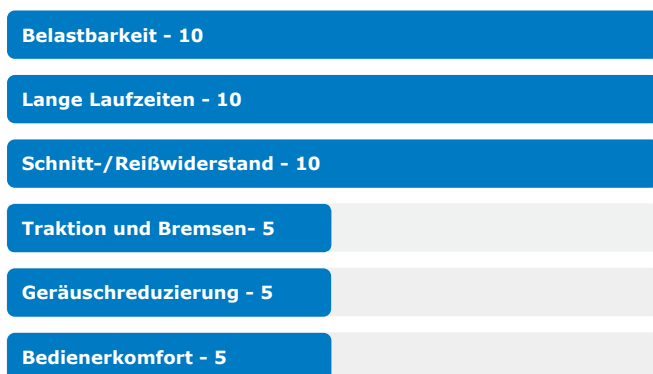 Belastbarkeit - 10
Lange Laufzeiten - 10
Schnitt-/Reißwiderstand - 10
Traktion und Bremsen- 5
Geräuschreduzierung - 5
Bedienerkomfort - 5